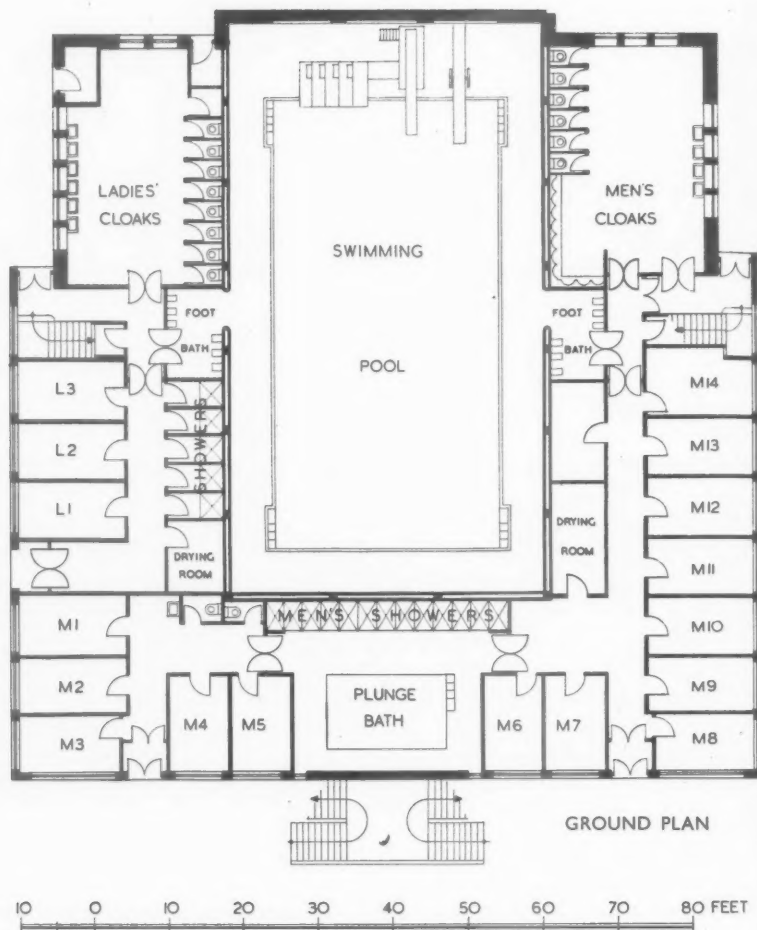 LADIES'
CLOAKS
MEN'S
CLOAKS
SWIMMING
POOL
FOOT
BATH
FOOT
BATH
L3
L2
L1
SHOWERS
DRYING
ROOM
DRYING
ROOM
M14
M13
M12
M11
M10
M9
M8
MEN'S SHOWERS
M1
M2
M3
M4
M5
PLUNGE
BATH
M6
M7
GROUND PLAN
10 0 10 20 30 40 50 60 70 80 FEET